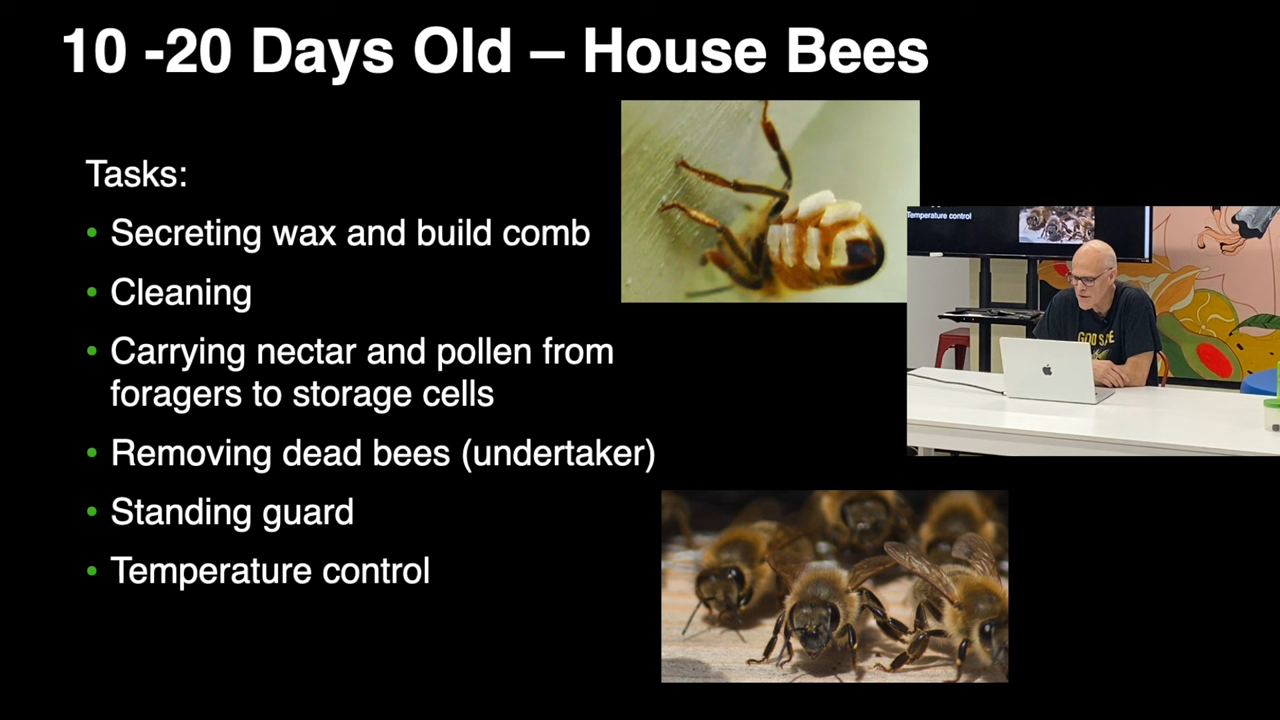 10 -20 Days Old – House Bees
Tasks:
• Secreting wax and build comb
• Cleaning
• Carrying nectar and pollen from
foragers to storage cells
• Removing dead bees (undertaker)
• Standing guard
• Temperature control
Temperature control